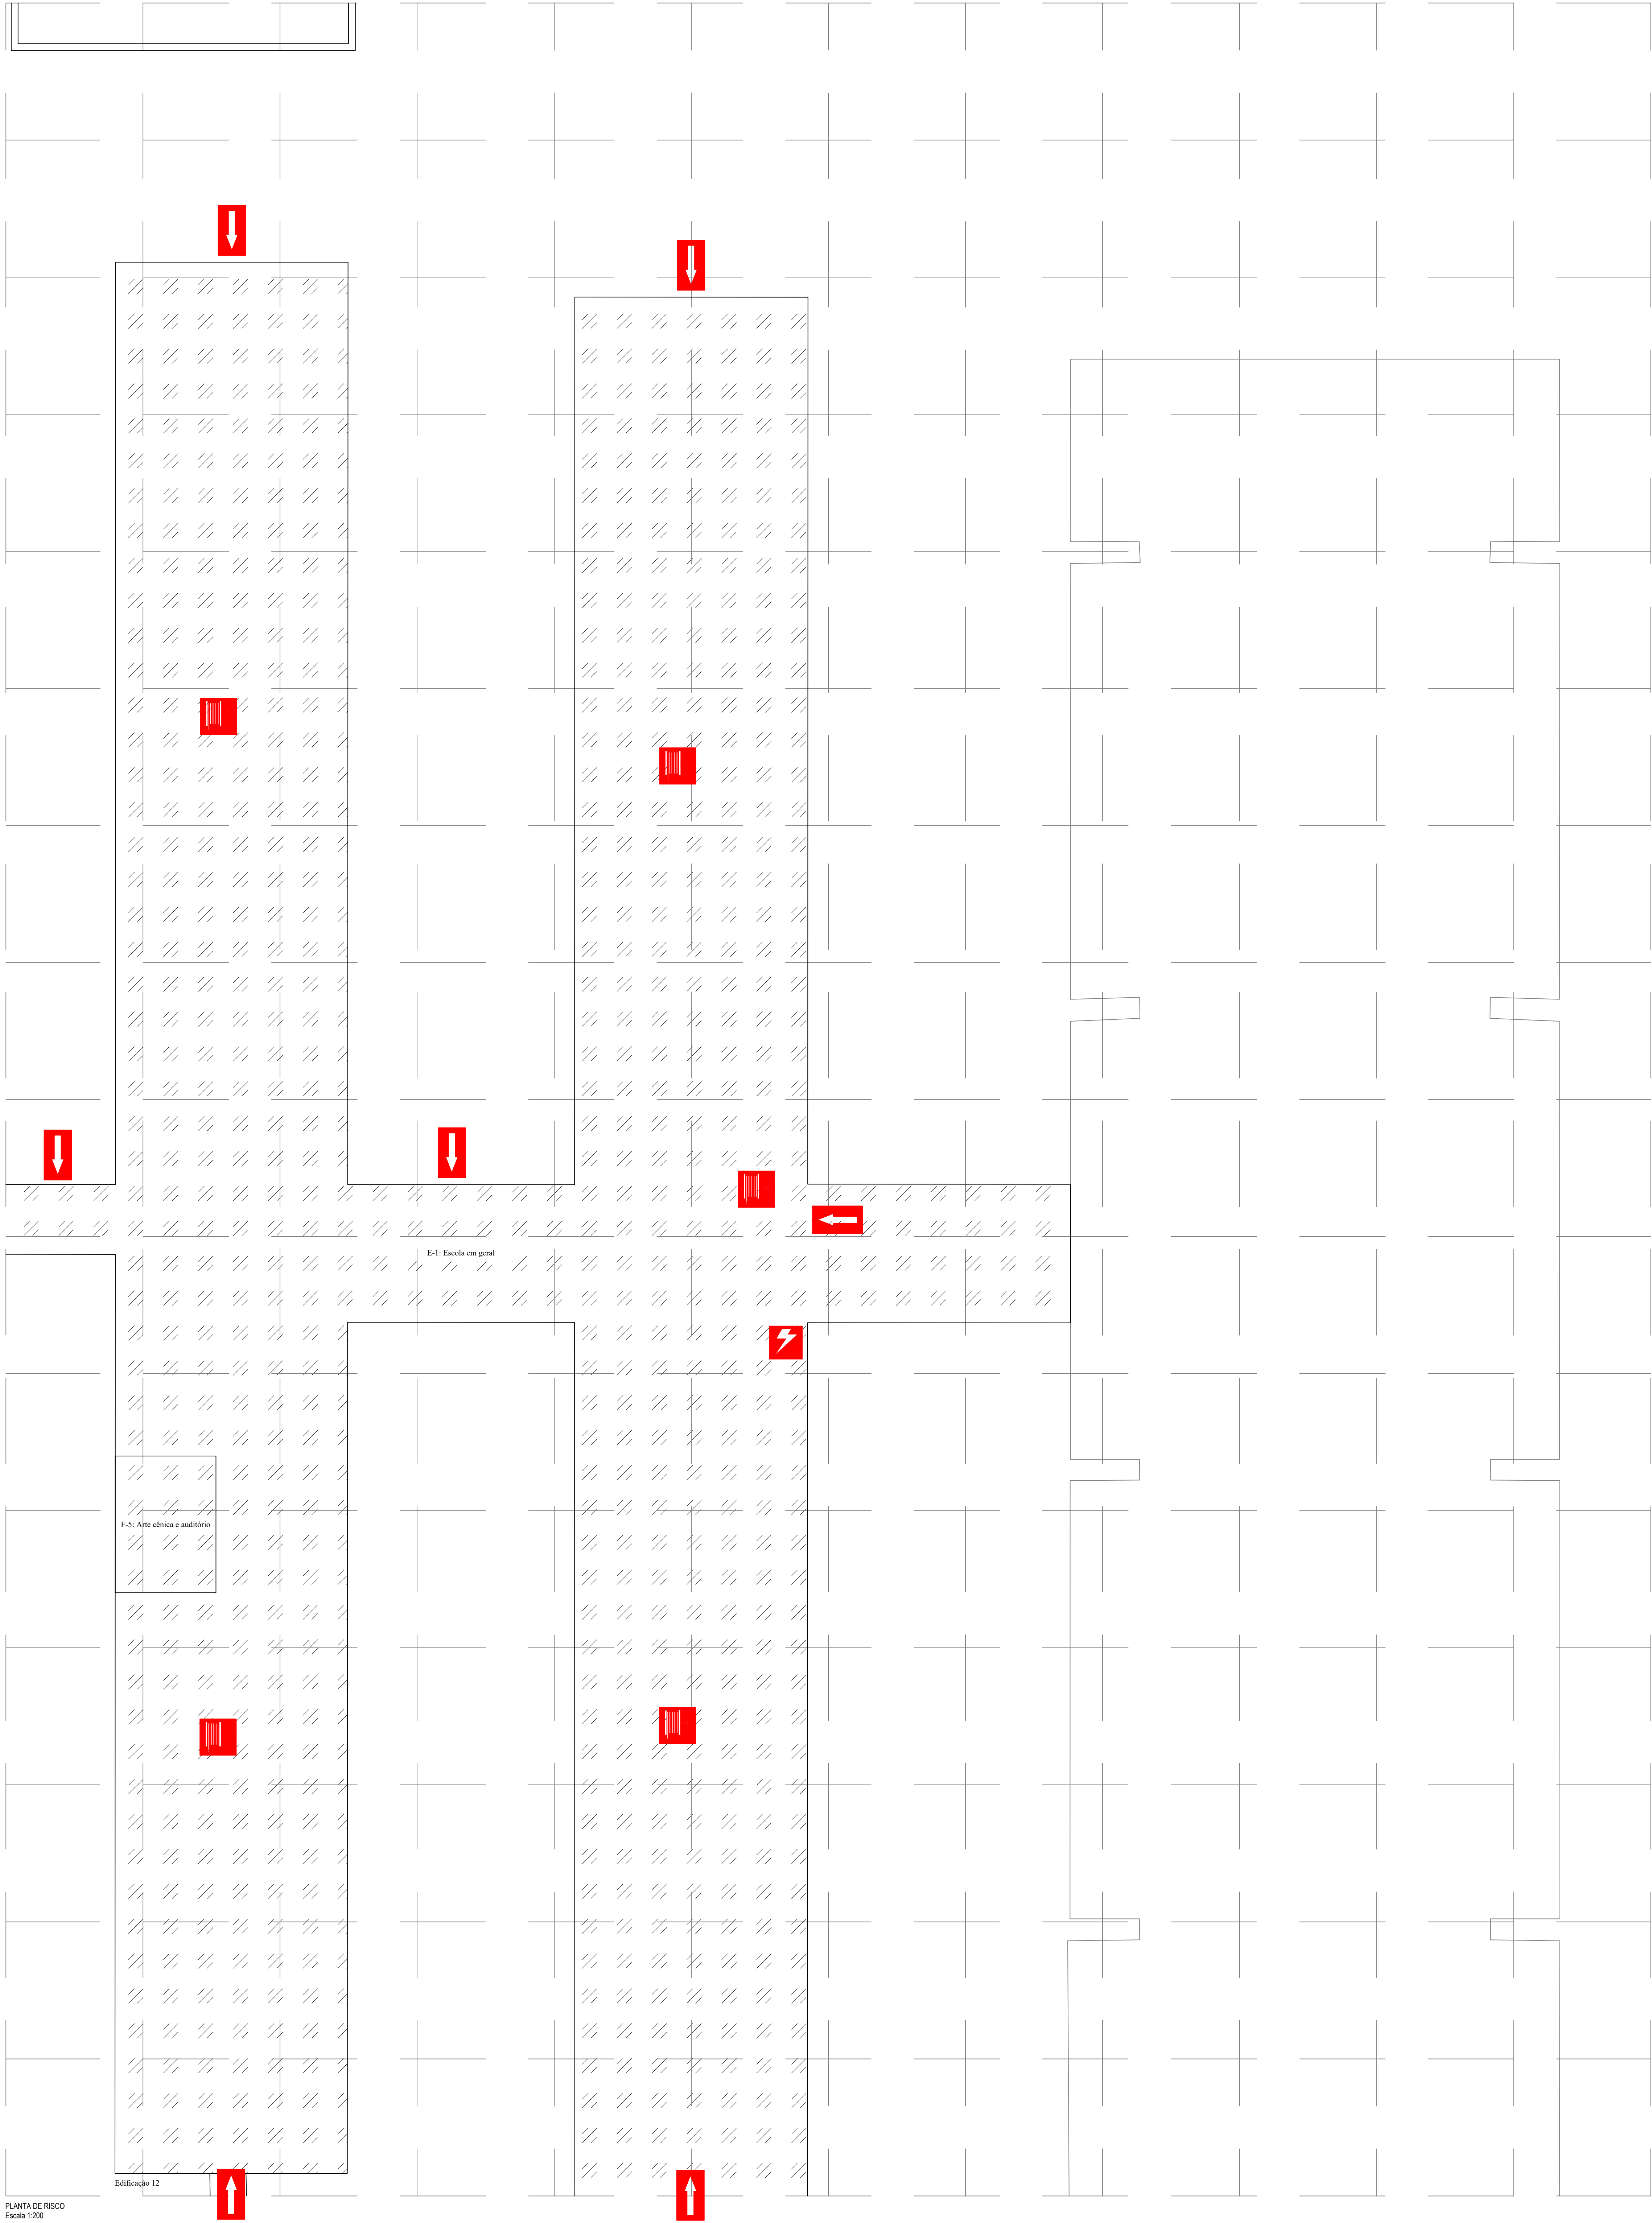 E-1: Escola em geral
F-5: Arte cênica e auditório
Edificação 12
PLANTA DE RISCO
Escala 1:200